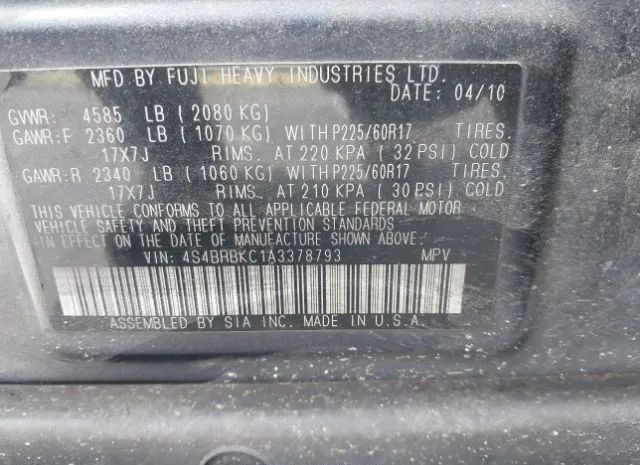 MFD BY FUJI HEAVY INDUSTRIES LTD.
DATE: 04/10
GVWR: 4585 LB ( 2080 KG)
GAWR:F 2360 LB ( 1070 KG) WITH P225/60R17 TIRES.
17X7J RIMS. AT 220 KPA ( 32 PSI) COLD
GAWR:R 2340 LB ( 1060 KG) WITH P225/60R17 TIRES.
17X7J RIMS. AT 210 KPA ( 30 PSI) COLD
THIS VEHICLE CONFORMS TO ALL APPLICABLE FEDERAL MOTOR
VEHICLE SAFETY AND THEFT PREVENTION STANDARDS
IN EFFECT ON THE DATE OF MANUFACTURE SHOWN ABOVE.
VIN: 4S4BRBKC1A3378793 MPV
ASSEMBLED BY SIA INC. MADE IN U.S.A.